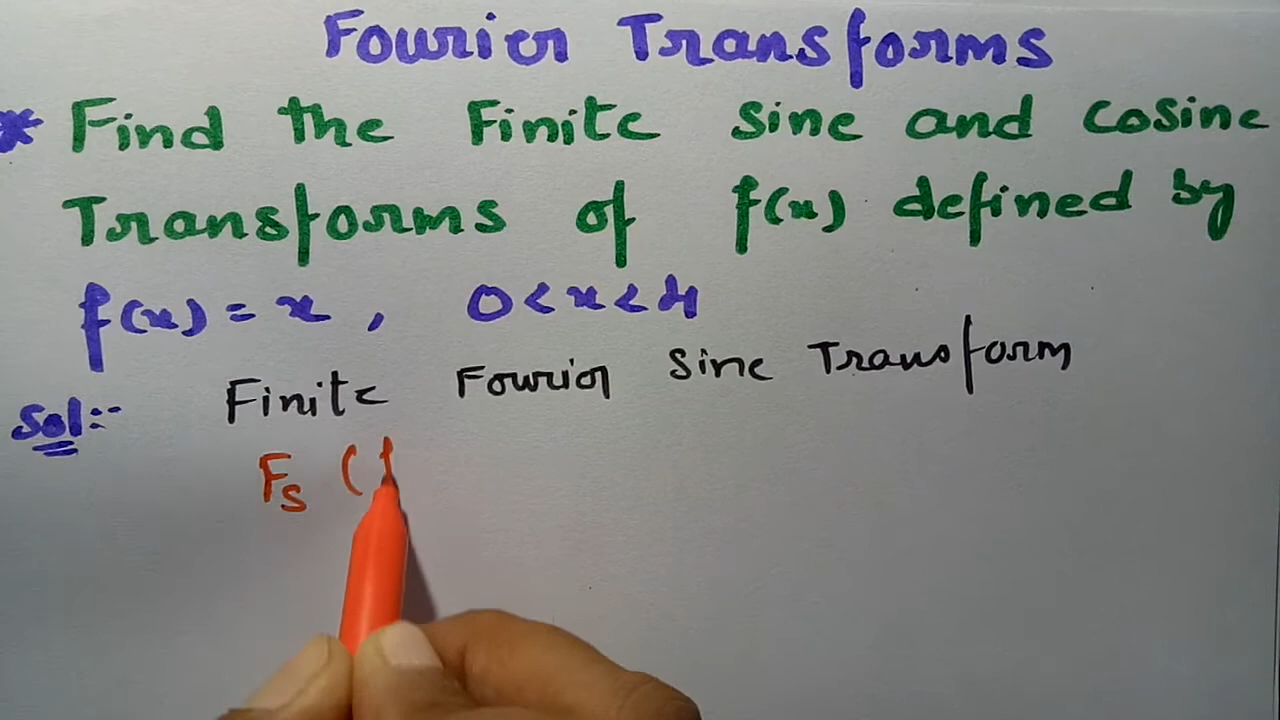 Fourier Transforms
* Find the Finite Sine and Cosine
Transforms of f(x) defined by
f(x) = x , 0<x<4
Sol:- Finite Fourier Sine Transform
Fs (f